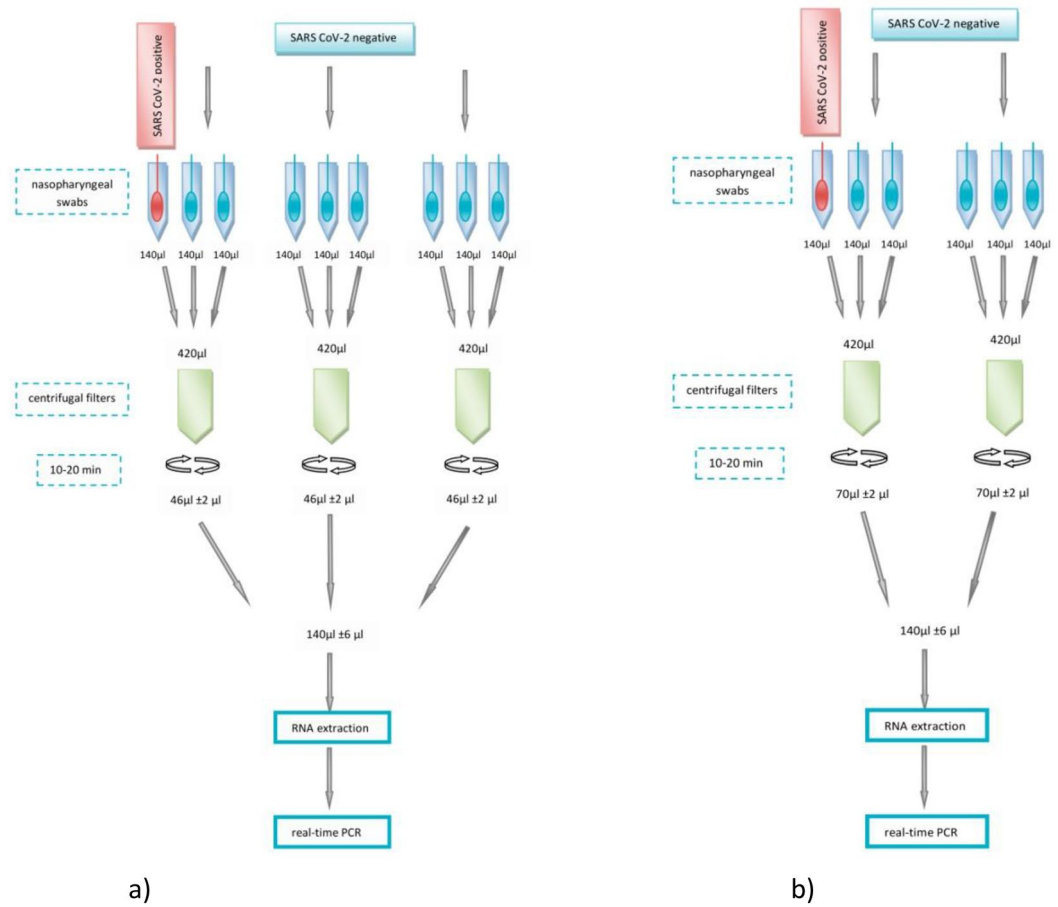 SARS CoV-2 positive
SARS CoV-2 negative
nasopharyngeal
swabs
140µl 140µl 140µl 140µl 140µl 140µl 140µl 140µl 140µl
420µl 420µl 420µl
centrifugal filters
10-20 min
46µl ±2 µl 46µl ±2 µl 46µl ±2 µl
140µl ±6 µl
RNA extraction
real-time PCR
a)
SARS CoV-2 positive
SARS CoV-2 negative
nasopharyngeal
swabs
140µl 140µl 140µl 140µl 140µl 140µl
420µl 420µl
centrifugal filters
10-20 min
70µl ±2 µl 70µl ±2 µl
140µl ±6 µl
RNA extraction
real-time PCR
b)